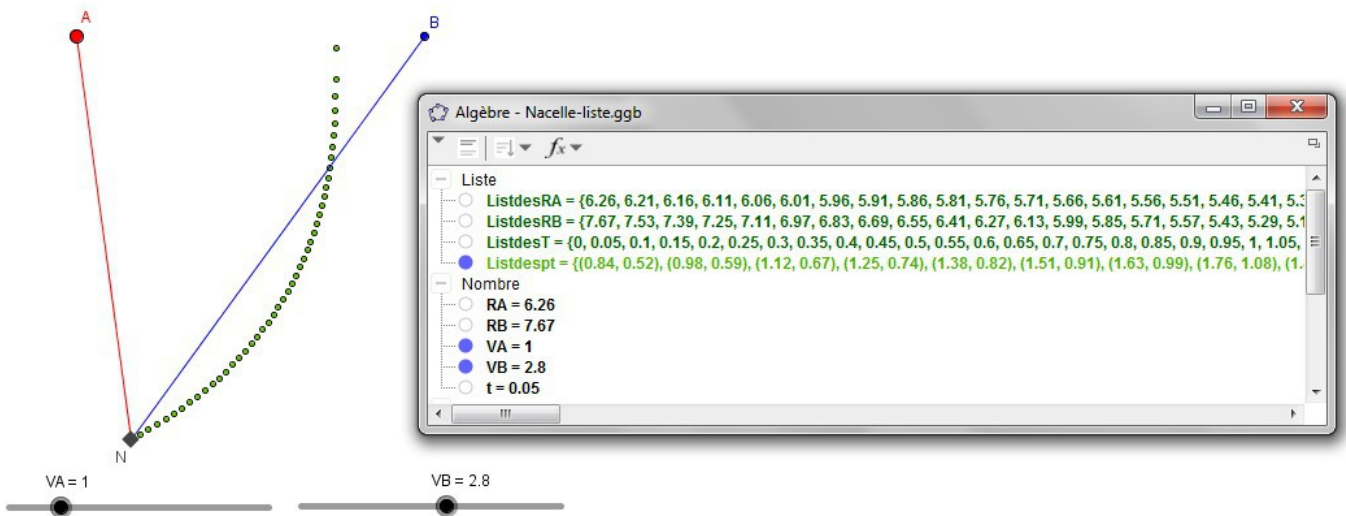 A
B
Algèbre - Nacelle-liste.ggb
fx
Liste
ListdesRA = {6.26, 6.21, 6.16, 6.11, 6.06, 6.01, 5.96, 5.91, 5.86, 5.81, 5.76, 5.71, 5.66, 5.61, 5.56, 5.51, 5.46, 5.41, 5.3
ListdesRB = {7.67, 7.53, 7.39, 7.25, 7.11, 6.97, 6.83, 6.69, 6.55, 6.41, 6.27, 6.13, 5.99, 5.85, 5.71, 5.57, 5.43, 5.29, 5.1
ListdesT = {0, 0.05, 0.1, 0.15, 0.2, 0.25, 0.3, 0.35, 0.4, 0.45, 0.5, 0.55, 0.6, 0.65, 0.7, 0.75, 0.8, 0.85, 0.9, 0.95, 1, 1.05,
Listdespt = {(0.84, 0.52), (0.98, 0.59), (1.12, 0.67), (1.25, 0.74), (1.38, 0.82), (1.51, 0.91), (1.63, 0.99), (1.76, 1.08), (1.
Nombre
RA = 6.26
RB = 7.67
VA = 1
VB = 2.8
t = 0.05
N
VA = 1
VB = 2.8